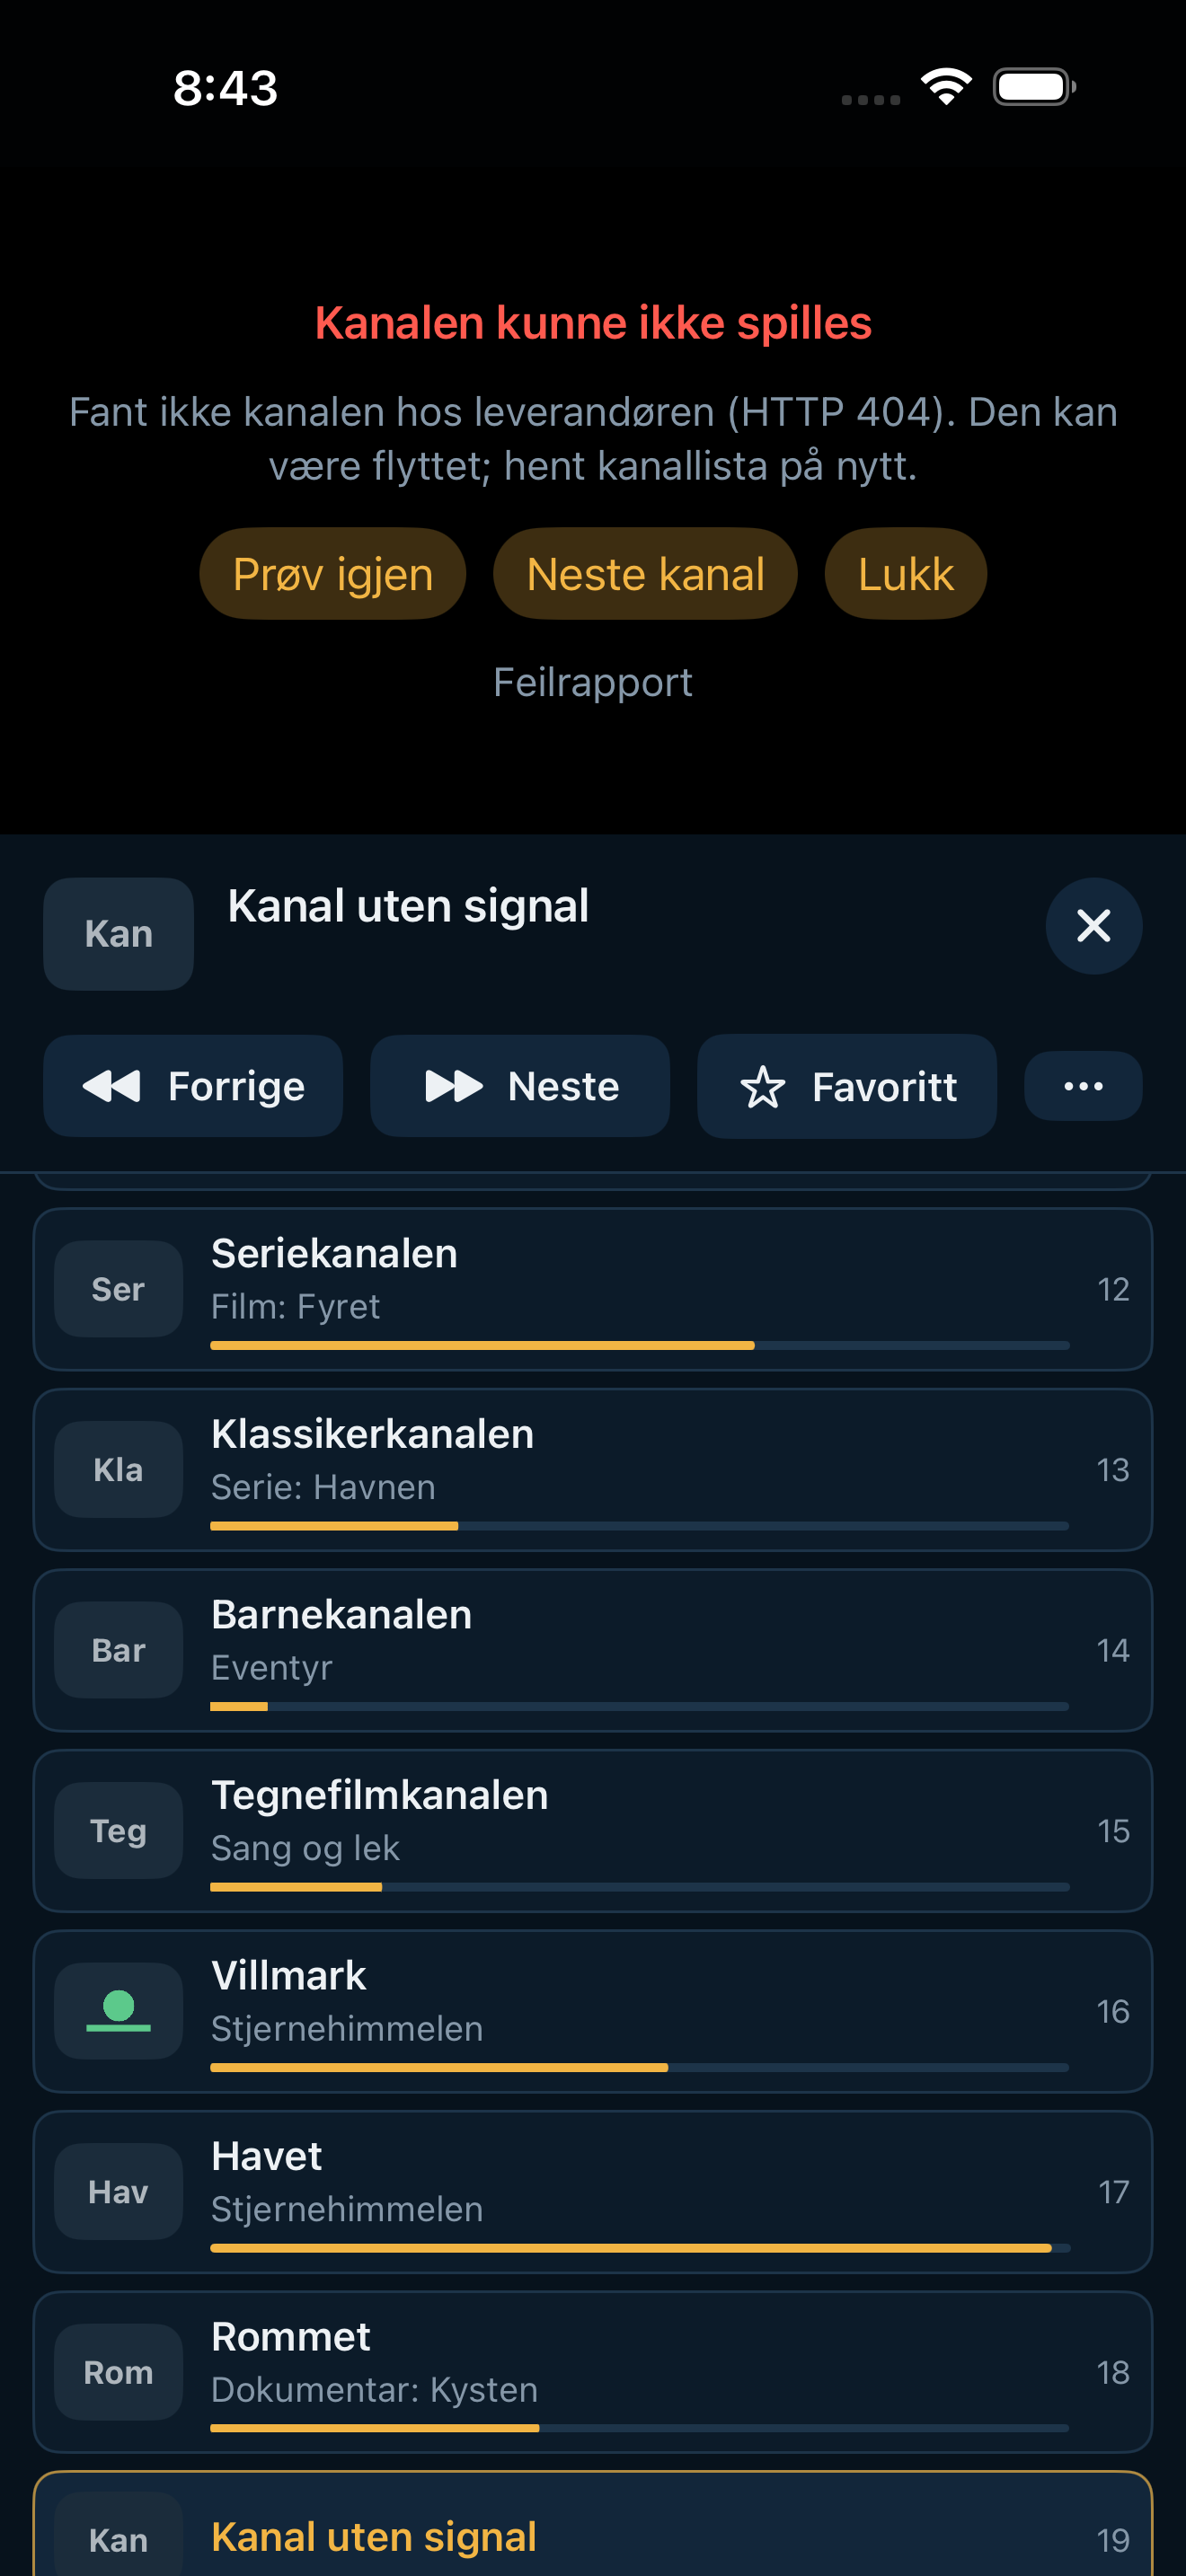 8:43
Kanalen kunne ikke spilles
Fant ikke kanalen hos leverandøren (HTTP 404). Den kan
være flyttet; hent kanallista på nytt.
Prøv igjen
Neste kanal
Lukk
Feilrapport
Kan
Kanal uten signal
Forrige
Neste
Favoritt
Ser
Seriekanalen
Film: Fyret
12
Kla
Klassikerkanalen
Serie: Havnen
13
Bar
Barnekanalen
Eventyr
14
Teg
Tegnefilmkanalen
Sang og lek
15
Villmark
Stjernehimmelen
16
Hav
Havet
Stjernehimmelen
17
Rom
Rommet
Dokumentar: Kysten
18
Kan
Kanal uten signal
19